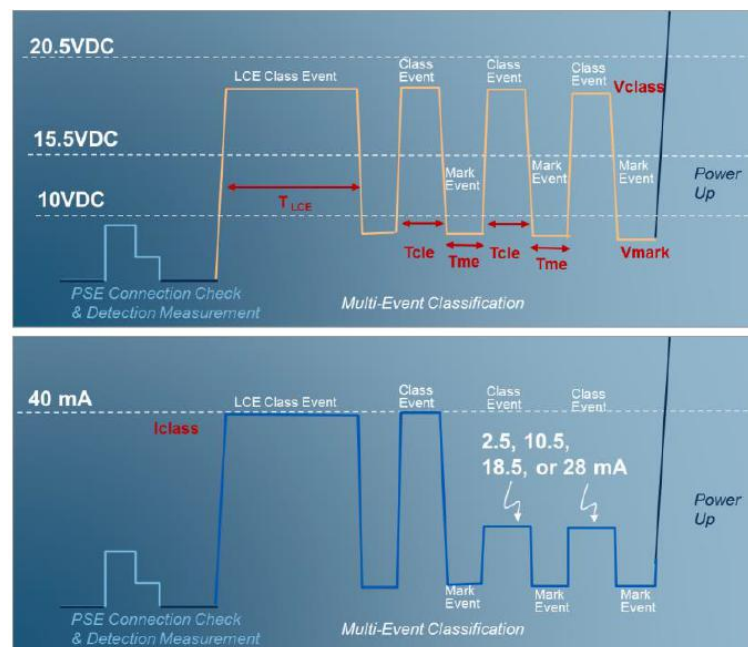 20.5VDC
LCE Class Event
Class
Event
Class
Event
Class
Event
Vclass
15.5VDC
Mark
Event
Mark
Event
Mark
Event
Power
Up
10VDC
T LCE
Tcle
Tme
Tcle
Tme
Vmark
PSE Connection Check
& Detection Measurement
Multi-Event Classification
40 mA
LCE Class Event
Class
Event
Class
Event
Class
Event
Iclass
2.5, 10.5,
18.5, or 28 mA
Power
Up
Mark
Event
Mark
Event
Mark
Event
PSE Connection Check
& Detection Measurement
Multi-Event Classification